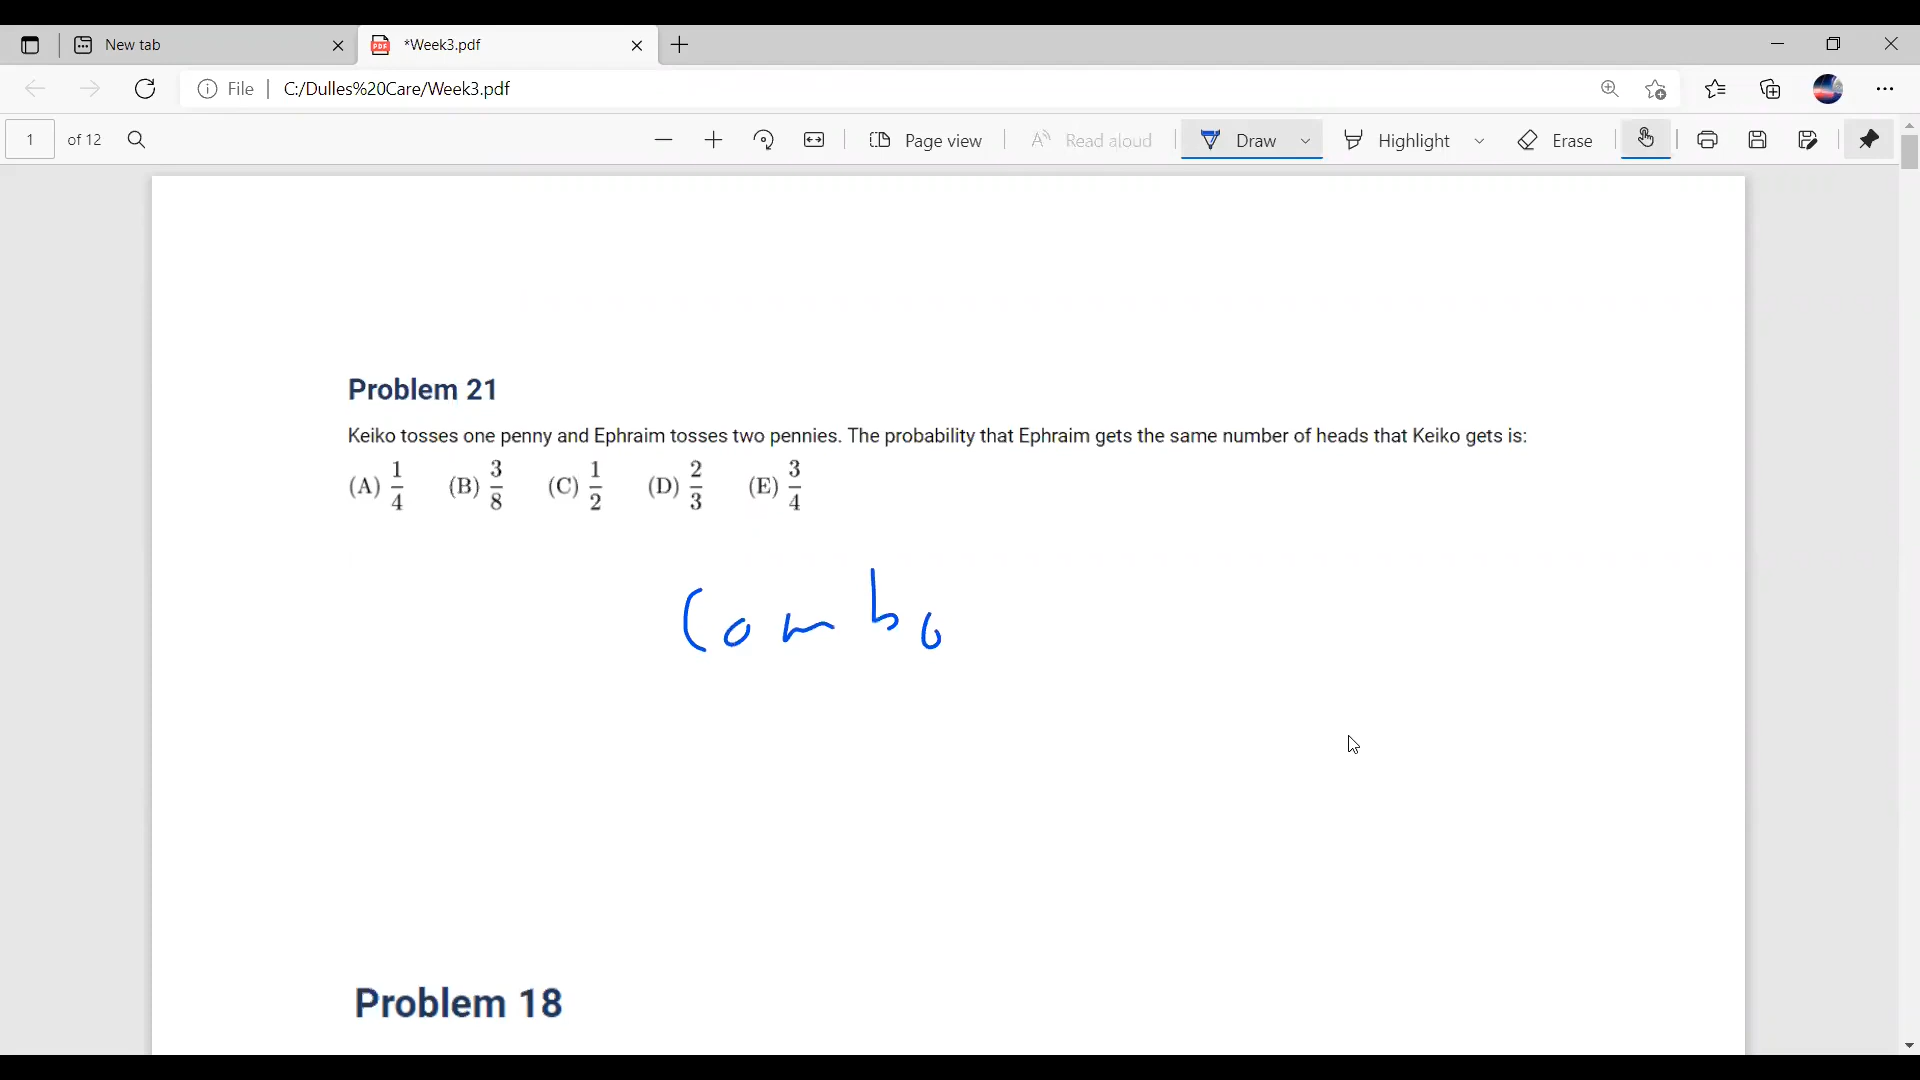 New tab
*Week3.pdf
File C:/Dulles%20Care/Week3.pdf
1 of 12 Page view Read aloud Draw Highlight Erase
Problem 21
Keiko tosses one penny and Ephraim tosses two pennies. The probability that Ephraim gets the same number of heads that Keiko gets is:
(A) 1/4 (B) 3/8 (C) 1/2 (D) 2/3 (E) 3/4
Combo
Problem 18